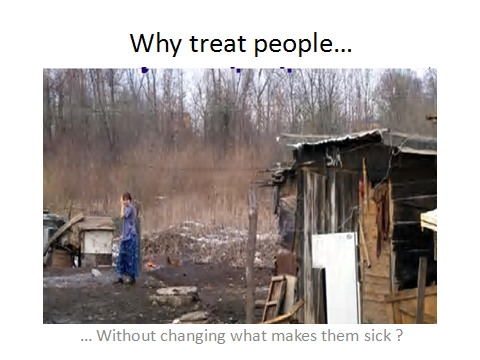 Why treat people…
… Without changing what makes them sick ?